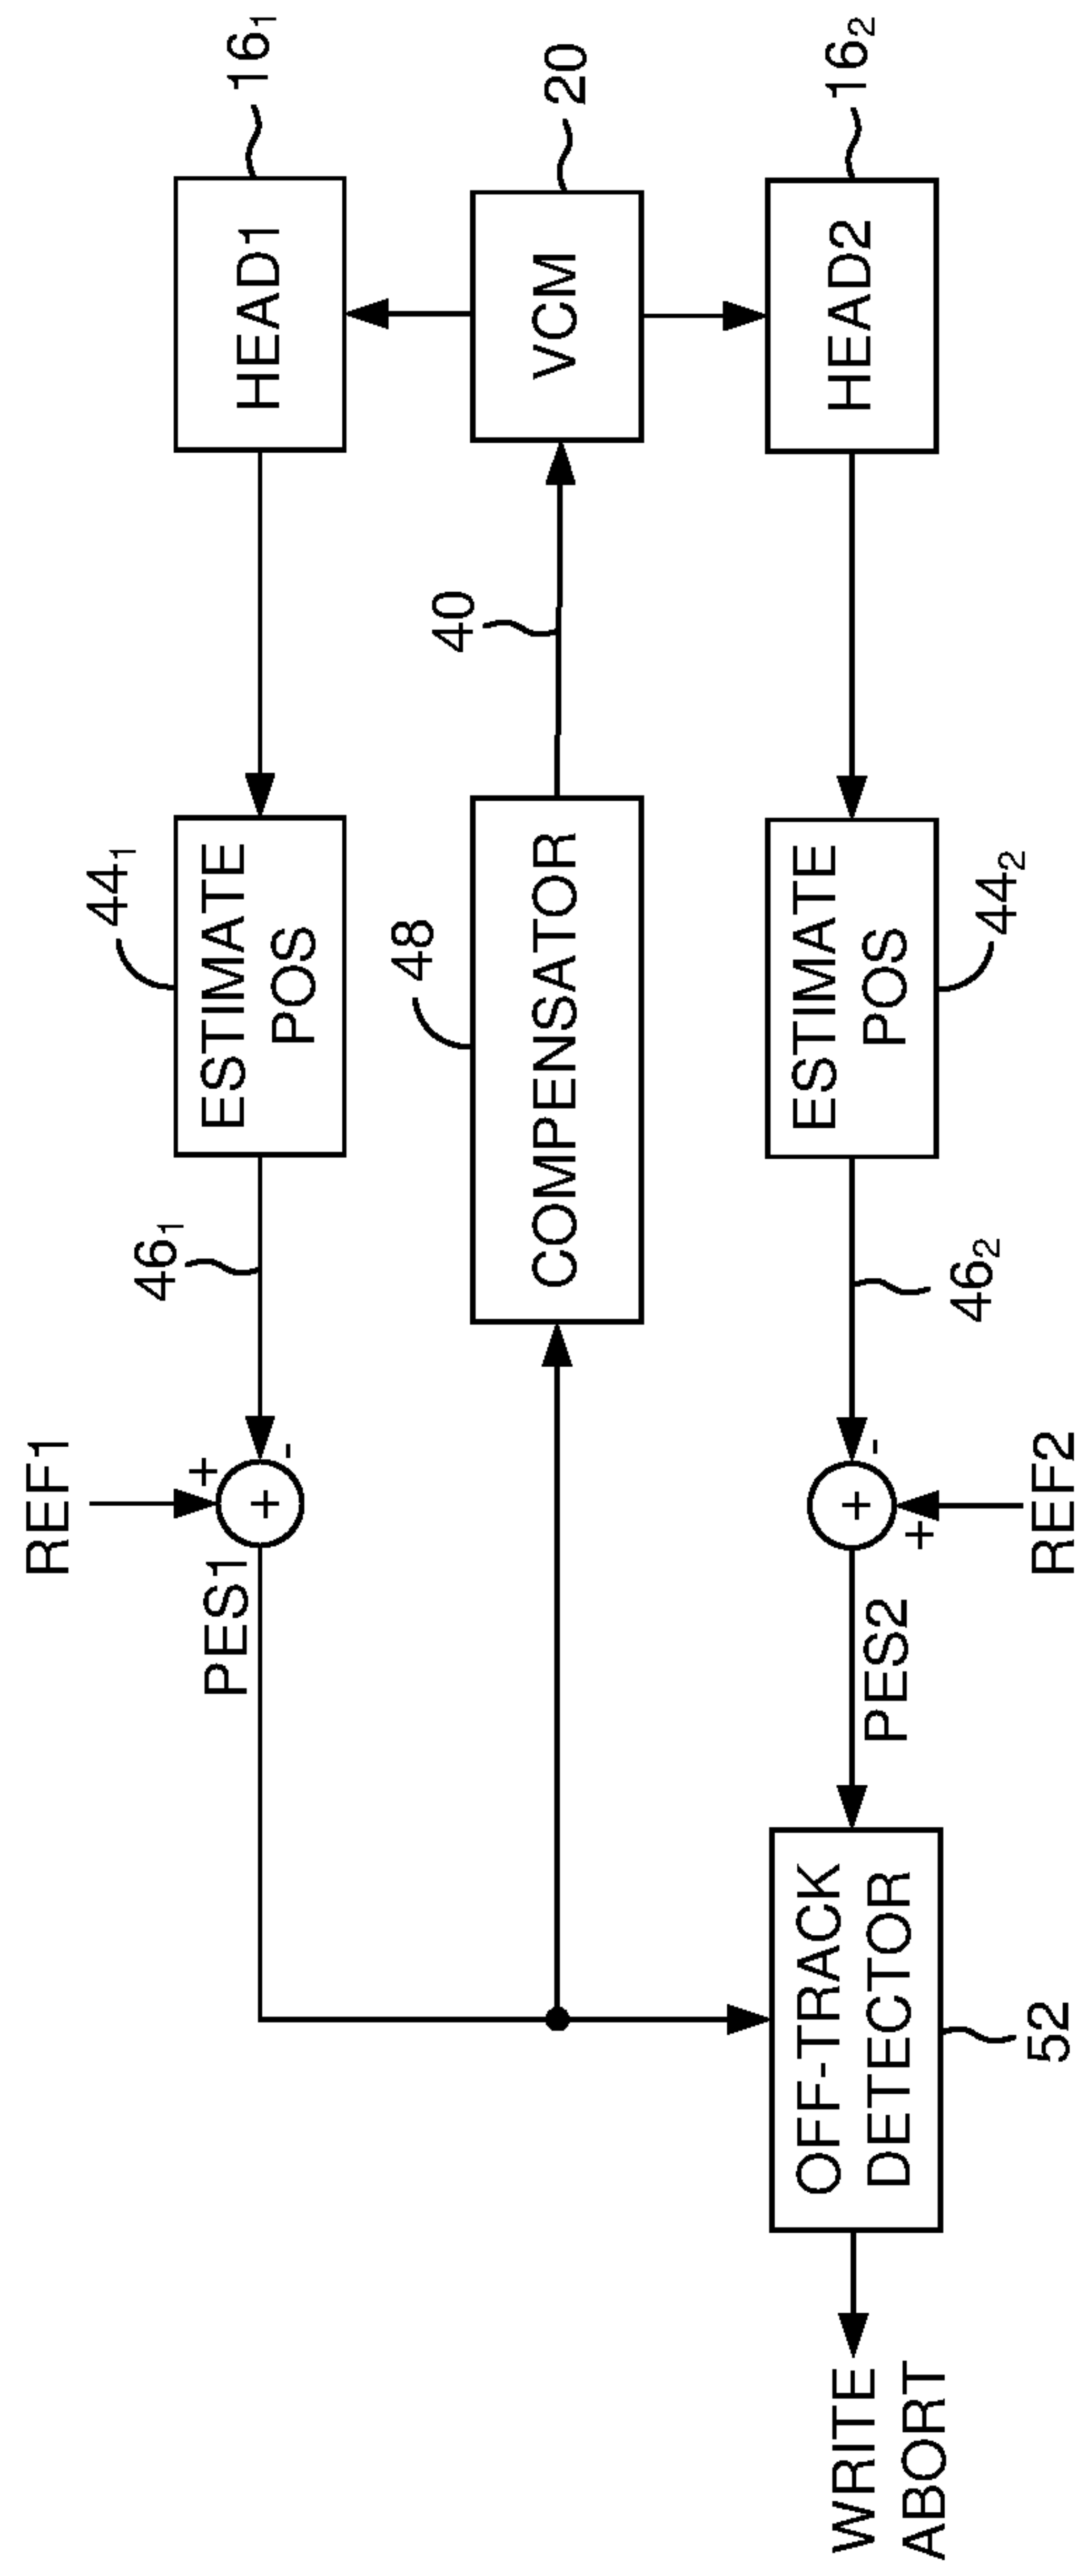 REF1
PES1
+
-
+
46₁
ESTIMATE
POS
44₁
HEAD1
16₁
COMPENSATOR
48
40
VCM
20
WRITE
ABORT
OFF-TRACK
DETECTOR
52
PES2
+
-
+
REF2
46₂
ESTIMATE
POS
44₂
HEAD2
16₂